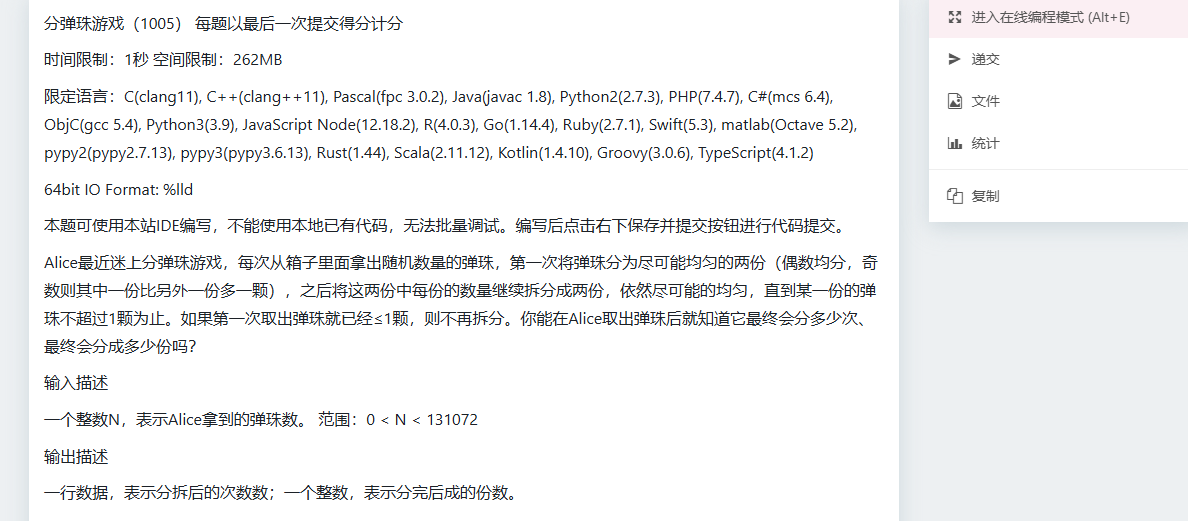 分弹珠游戏（1005） 每题以最后一次提交得分计分
时间限制：1秒 空间限制：262MB
限定语言：C(clang11), C++(clang++11), Pascal(fpc 3.0.2), Java(javac 1.8), Python2(2.7.3), PHP(7.4.7), C#(mcs 6.4),
ObjC(gcc 5.4), Python3(3.9), JavaScript Node(12.18.2), R(4.0.3), Go(1.14.4), Ruby(2.7.1), Swift(5.3), matlab(Octave 5.2),
pypy2(pypy2.7.13), pypy3(pypy3.6.13), Rust(1.44), Scala(2.11.12), Kotlin(1.4.10), Groovy(3.0.6), TypeScript(4.1.2)
64bit IO Format: %lld
本题可使用本站IDE编写，不能使用本地已有代码，无法批量调试。编写后点击右下保存并提交按钮进行代码提交。
Alice最近迷上分弹珠游戏，每次从箱子里面拿出随机数量的弹珠，第一次将弹珠分为尽可能均匀的两份（偶数均分，奇
数则其中一份比另外一份多一颗），之后将这两份中每份的数量继续拆分成两份，依然尽可能的均匀，直到某一份的弹
珠不超过1颗为止。如果第一次取出弹珠就已经≤1颗，则不再拆分。你能在Alice取出弹珠后就知道它最终会分多少次、
最终会分成多少份吗？
输入描述
一个整数N，表示Alice拿到的弹珠数。 范围：0 < N < 131072
输出描述
一行数据，表示分拆后的次数数；一个整数，表示分完后成的份数。
进入在线编程模式 (Alt+E)
递交
文件
统计
复制